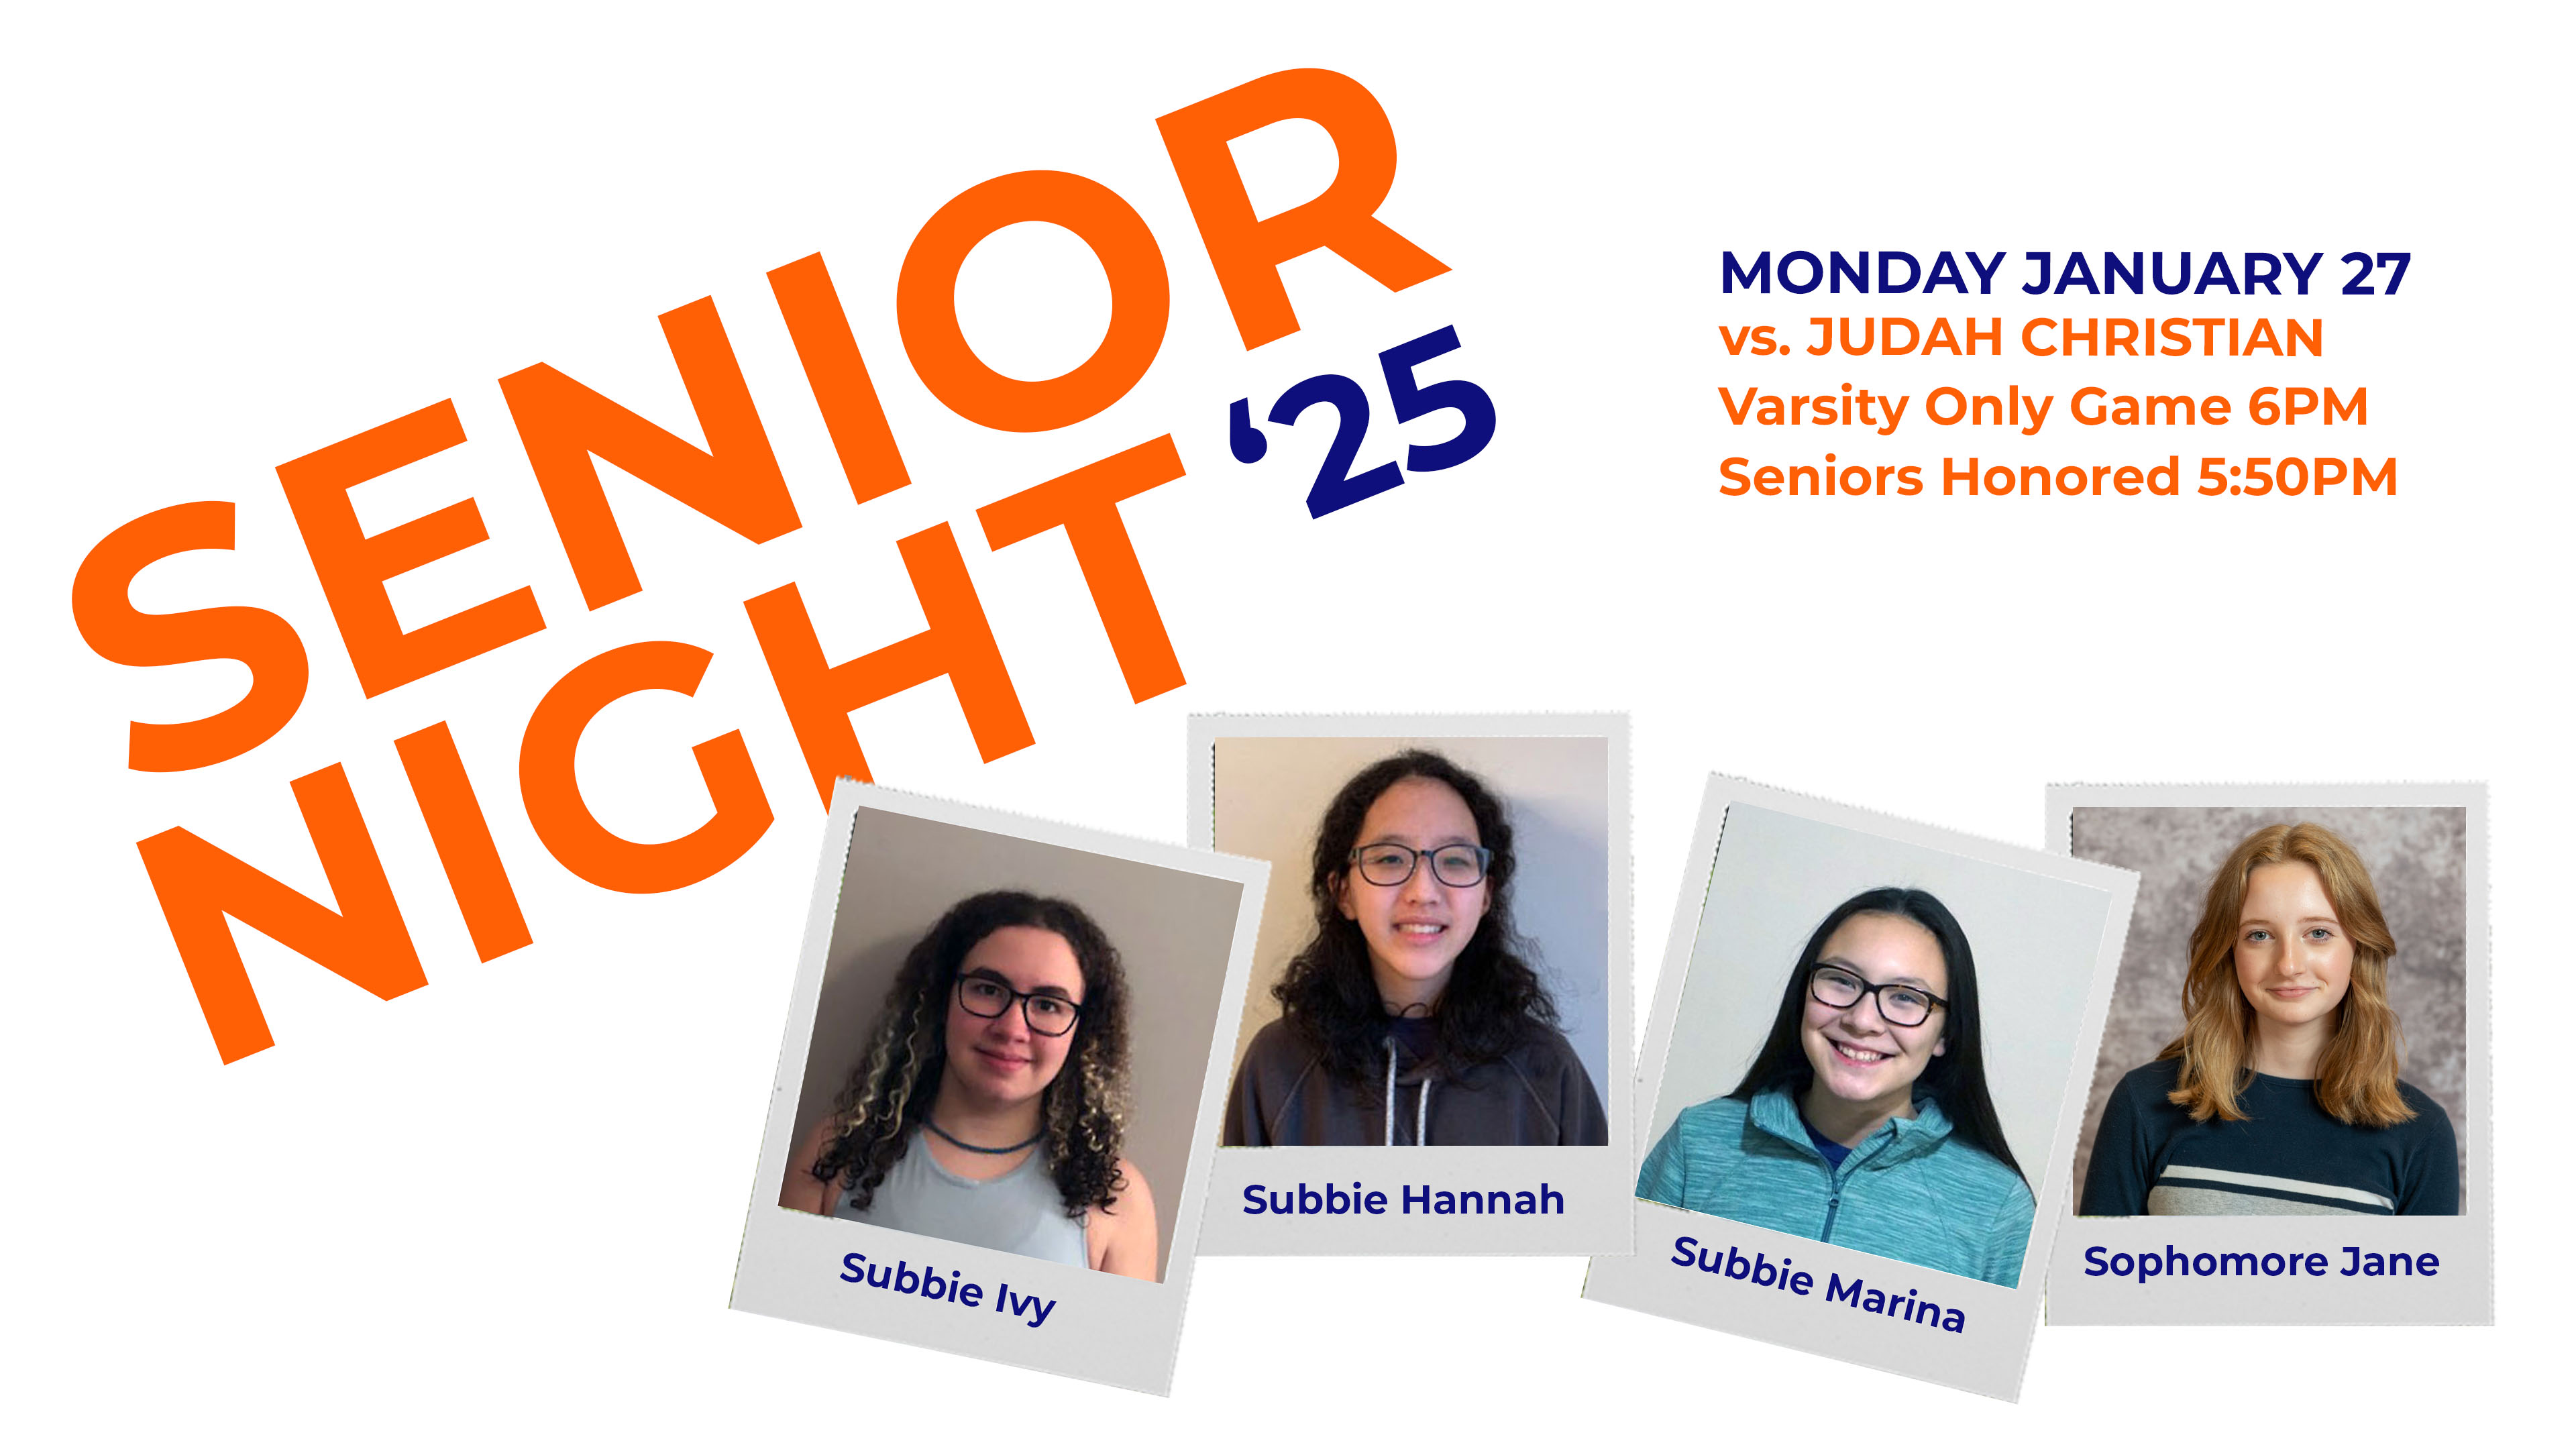 SENIOR
NIGHT ‘25
MONDAY JANUARY 27
vs. JUDAH CHRISTIAN
Varsity Only Game 6PM
Seniors Honored 5:50PM
Subbie Ivy
Subbie Hannah
Subbie Marina
Sophomore Jane